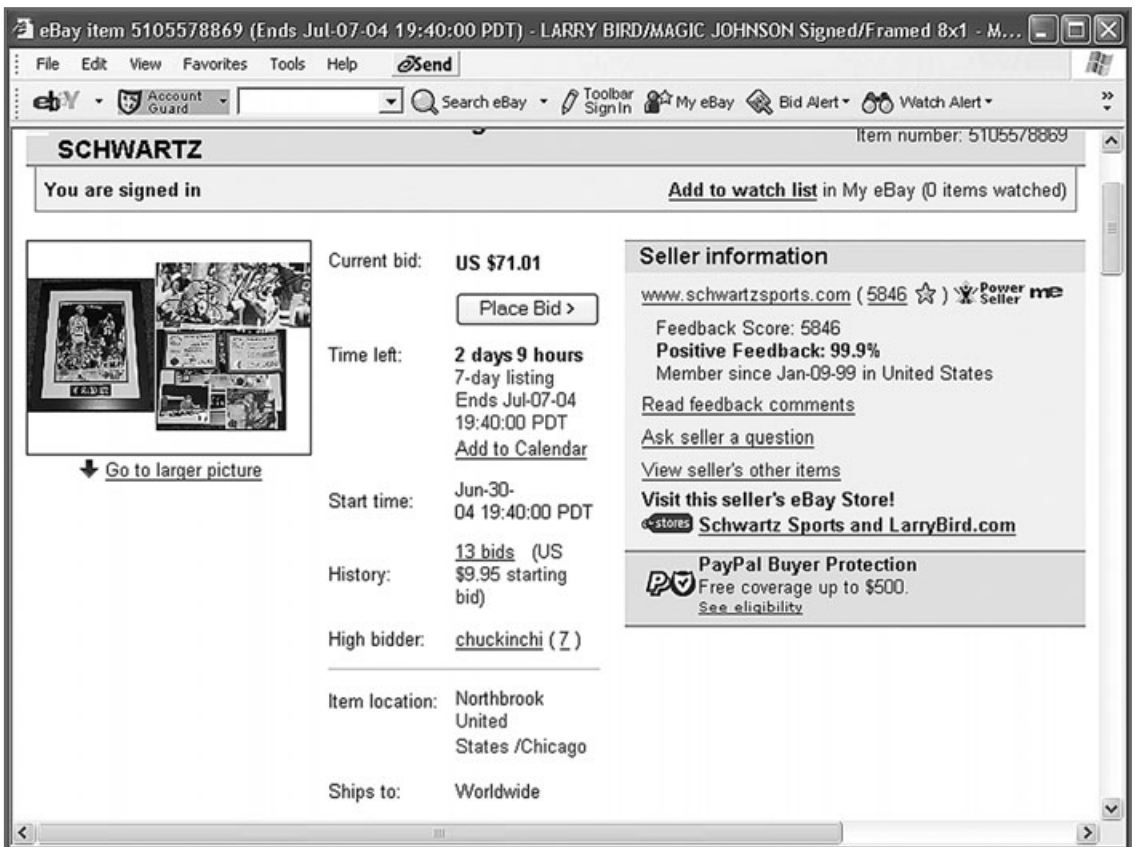 eBay item 5105578869 (Ends Jul-07-04 19:40:00 PDT) - LARRY BIRD/MAGIC JOHNSON Signed/Framed 8x1 - M...
File Edit View Favorites Tools Help Send
ebY Account Guard Search eBay Toolbar Sign In My eBay Bid Alert Watch Alert
SCHWARTZ
Item number: 5105578869
You are signed in
Add to watch list in My eBay (0 items watched)
Go to larger picture
Current bid: US $71.01
Place Bid >
Time left: 2 days 9 hours
7-day listing
Ends Jul-07-04
19:40:00 PDT
Add to Calendar
Start time: Jun-30-
04 19:40:00 PDT
History: 13 bids (US
$9.95 starting
bid)
High bidder: chuckinchi (7)
Item location: Northbrook
United
States /Chicago
Ships to: Worldwide
Seller information
www.schwartzsports.com (5846) Power Seller me
Feedback Score: 5846
Positive Feedback: 99.9%
Member since Jan-09-99 in United States
Read feedback comments
Ask seller a question
View seller's other items
Visit this seller's eBay Store!
stores Schwartz Sports and LarryBird.com
PayPal Buyer Protection
Free coverage up to $500.
See eligibility